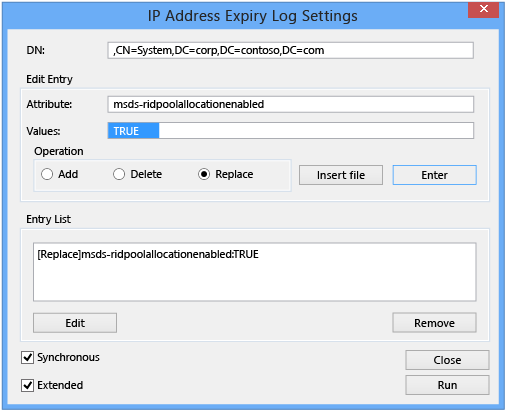 IP Address Expiry Log Settings
DN: ,CN=System,DC=corp,DC=contoso,DC=com
Edit Entry
Attribute: msds-ridpoolallocationenabled
Values: TRUE
Operation
Add Delete Replace Insert file Enter
Entry List
[Replace]msds-ridpoolallocationenabled:TRUE
Edit Remove
Synchronous Close
Extended Run